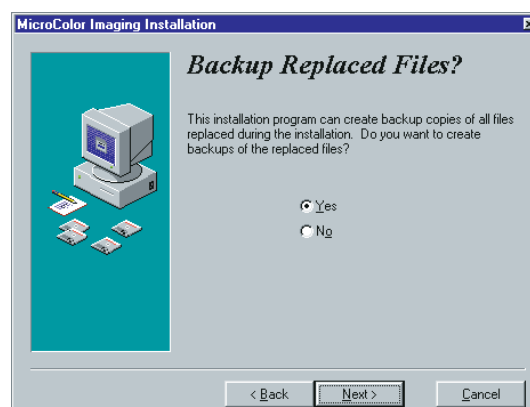 MicroColor Imaging Installation
Backup Replaced Files?
This installation program can create backup copies of all files
replaced during the installation.  Do you want to create
backups of the replaced files?
Yes
No
< Back
Next >
Cancel